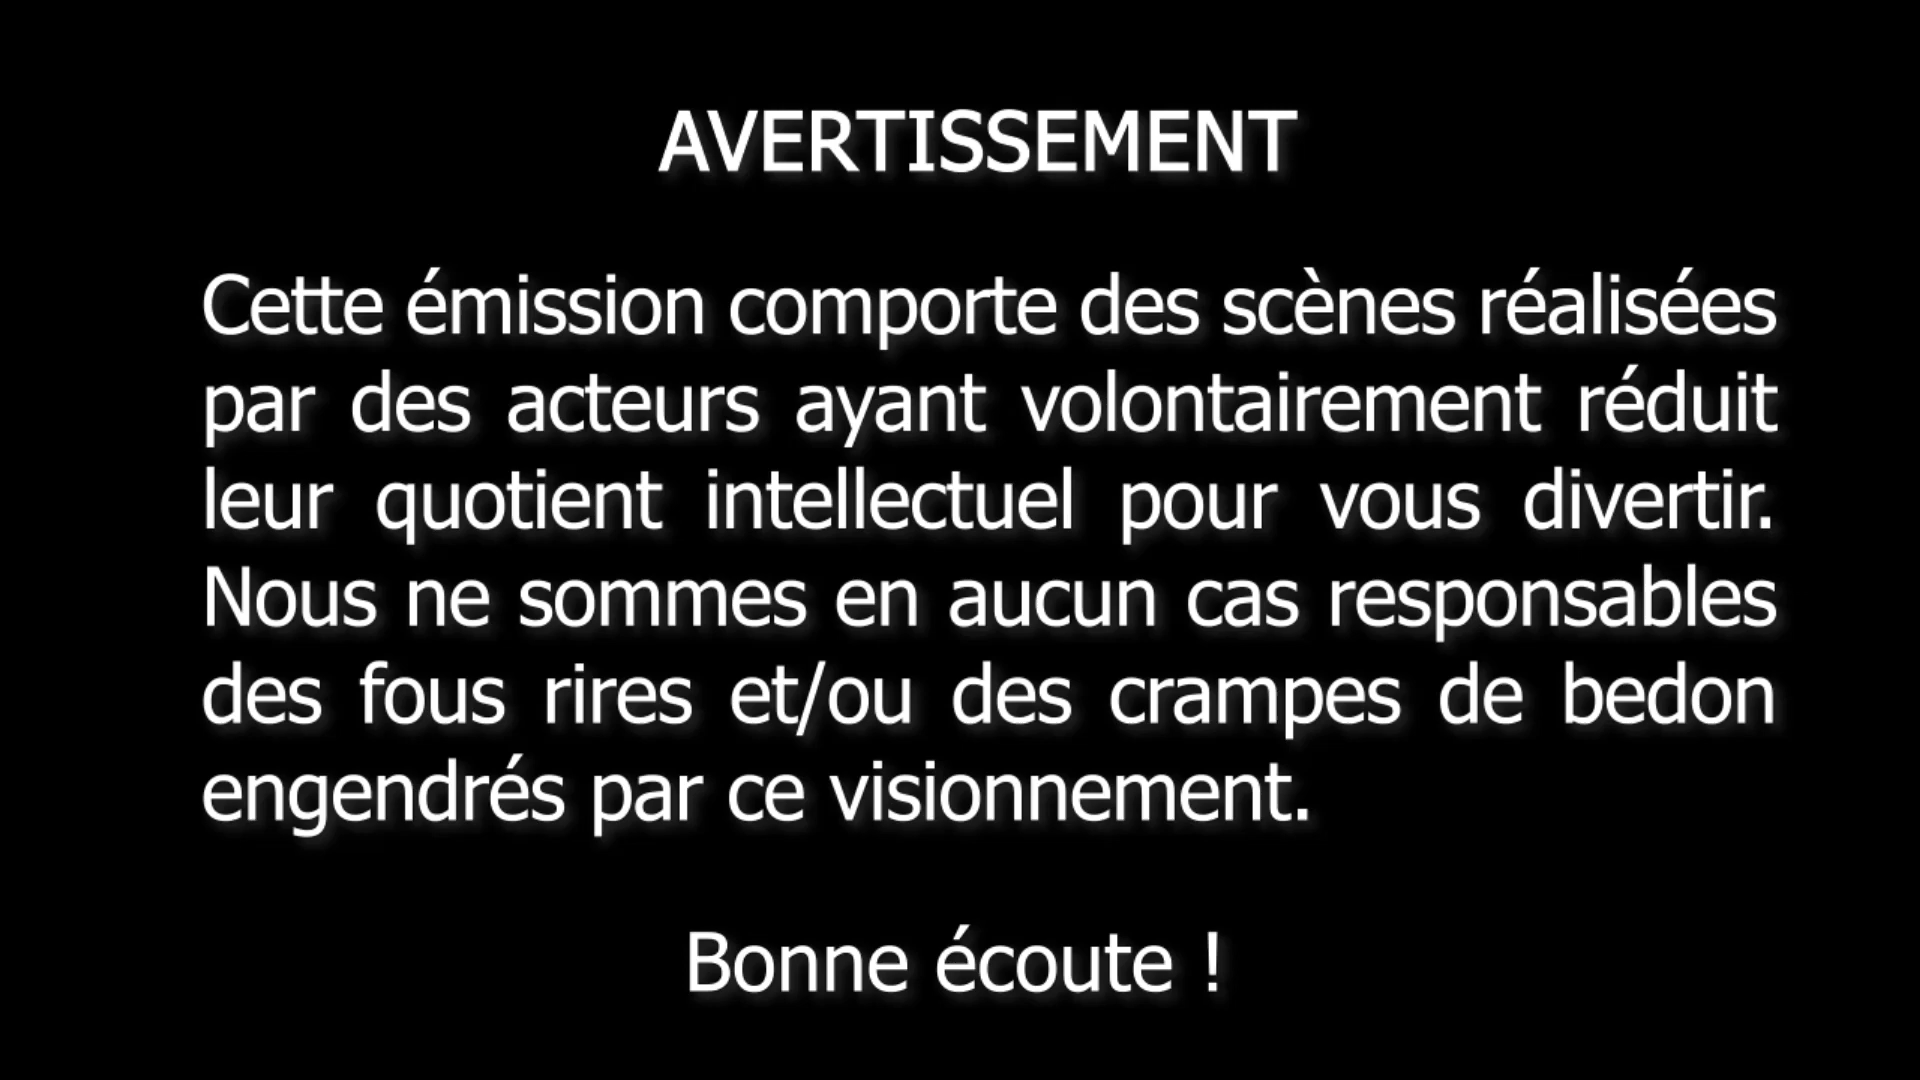 AVERTISSEMENT
Cette émission comporte des scènes réalisées
par des acteurs ayant volontairement réduit
leur quotient intellectuel pour vous divertir.
Nous ne sommes en aucun cas responsables
des fous rires et/ou des crampes de bedon
engendrés par ce visionnement.
Bonne écoute !